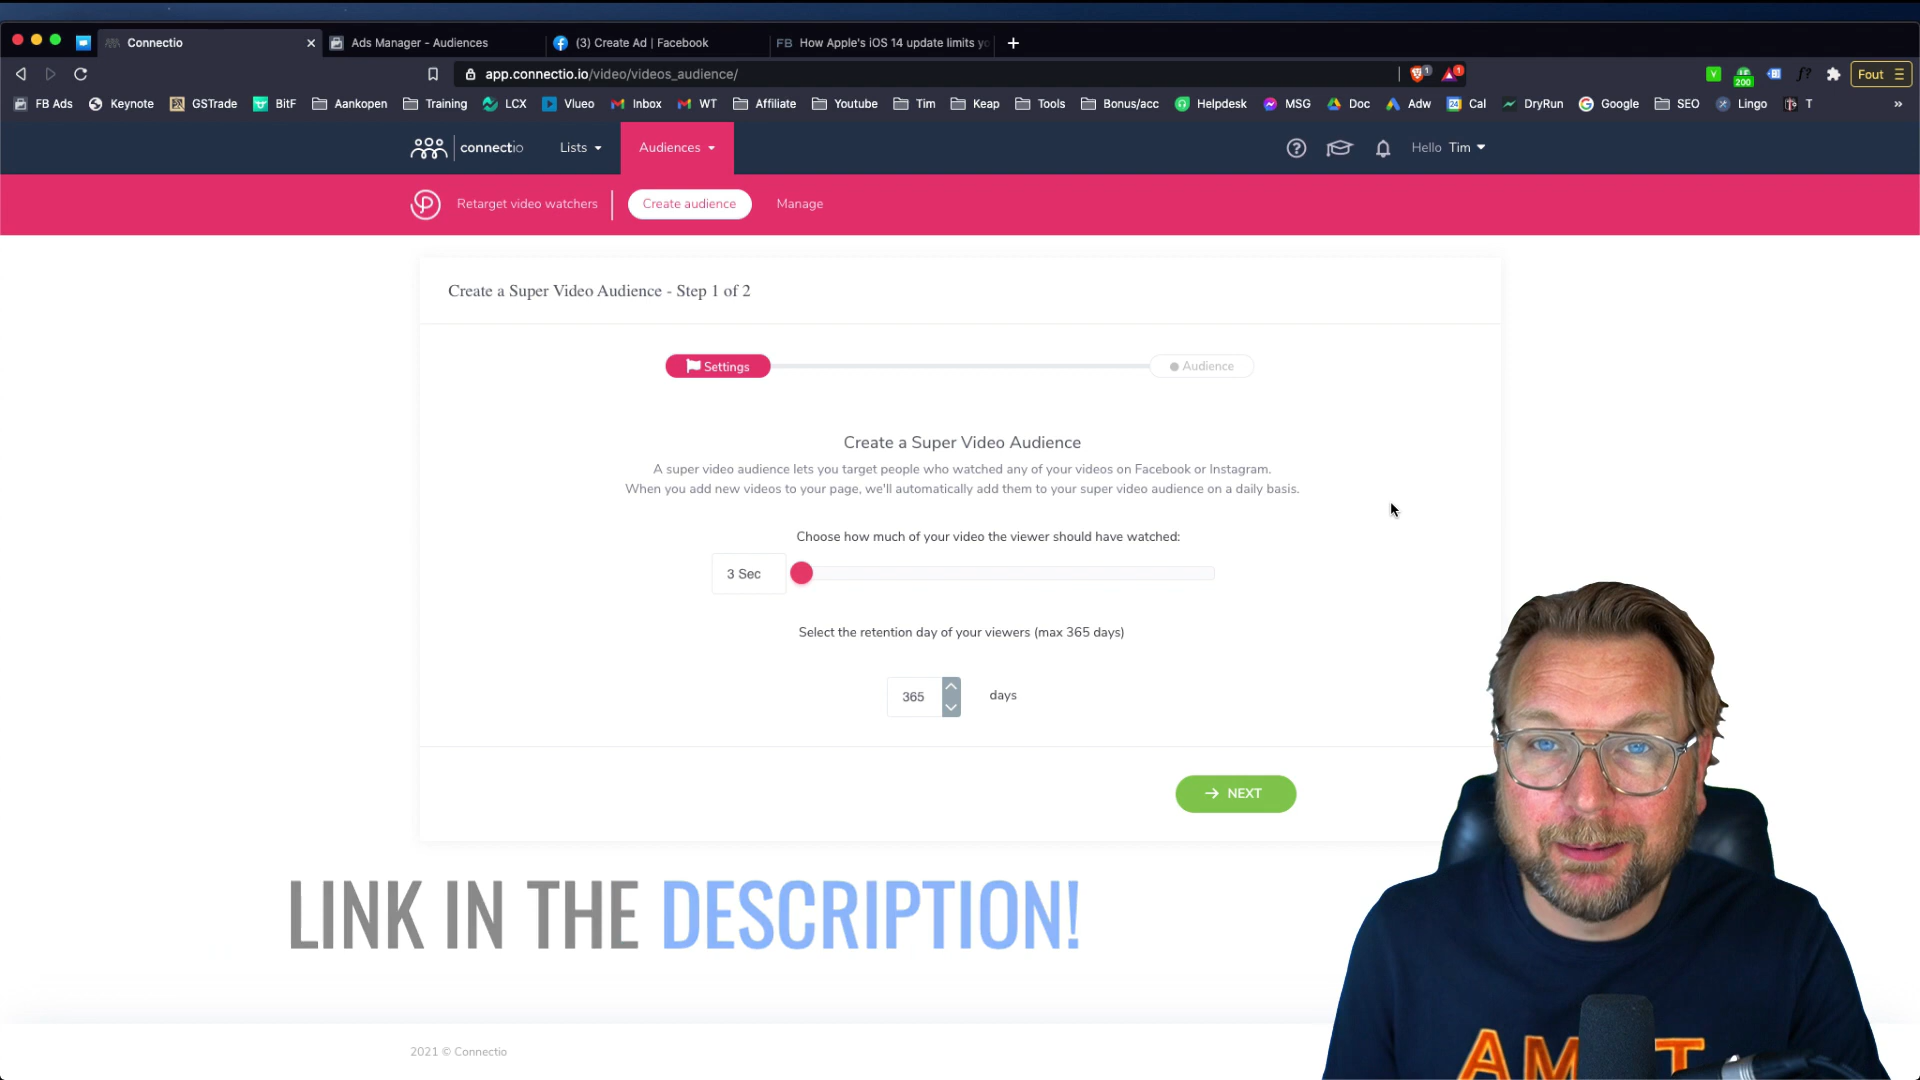 Connectio
Ads Manager - Audiences
(3) Create Ad | Facebook
FB How Apple's iOS 14 update limits yo
app.connectio.io/video/videos_audience/
1
1
200
f?
Fout
FB Ads
Keynote
GSTrade
BitF
Aankopen
Training
LCX
Vlueo
Inbox
WT
Affiliate
Youtube
Tim
Keap
Tools
Bonus/acc
Helpdesk
MSG
Doc
Adw
24 Cal
DryRun
Google
SEO
Lingo
T
connectio
Lists
Audiences
Hello Tim
Retarget video watchers
Create audience
Manage
Create a Super Video Audience - Step 1 of 2
Settings
Audience
Create a Super Video Audience
A super video audience lets you target people who watched any of your videos on Facebook or Instagram.
When you add new videos to your page, we'll automatically add them to your super video audience on a daily basis.
Choose how much of your video the viewer should have watched:
3 Sec
Select the retention day of your viewers (max 365 days)
365
days
NEXT
LINK IN THE DESCRIPTION!
2021 © Connectio